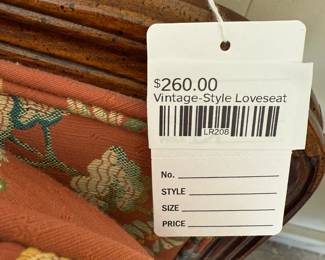 $260.00
Vintage-Style Loveseat
LR208
No.
STYLE
SIZE
PRICE